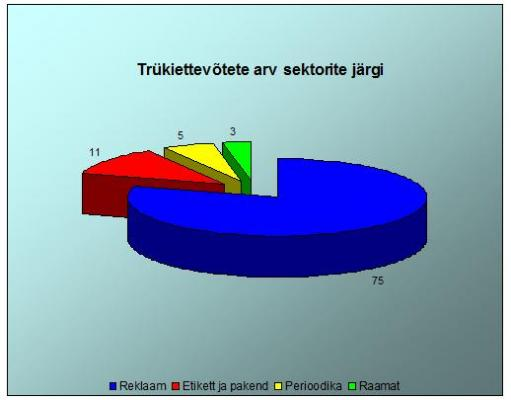 Trükiettevõtete arv sektorite järgi
3
5
11
75
Reklaam Etikett ja pakend Perioodika Raamat